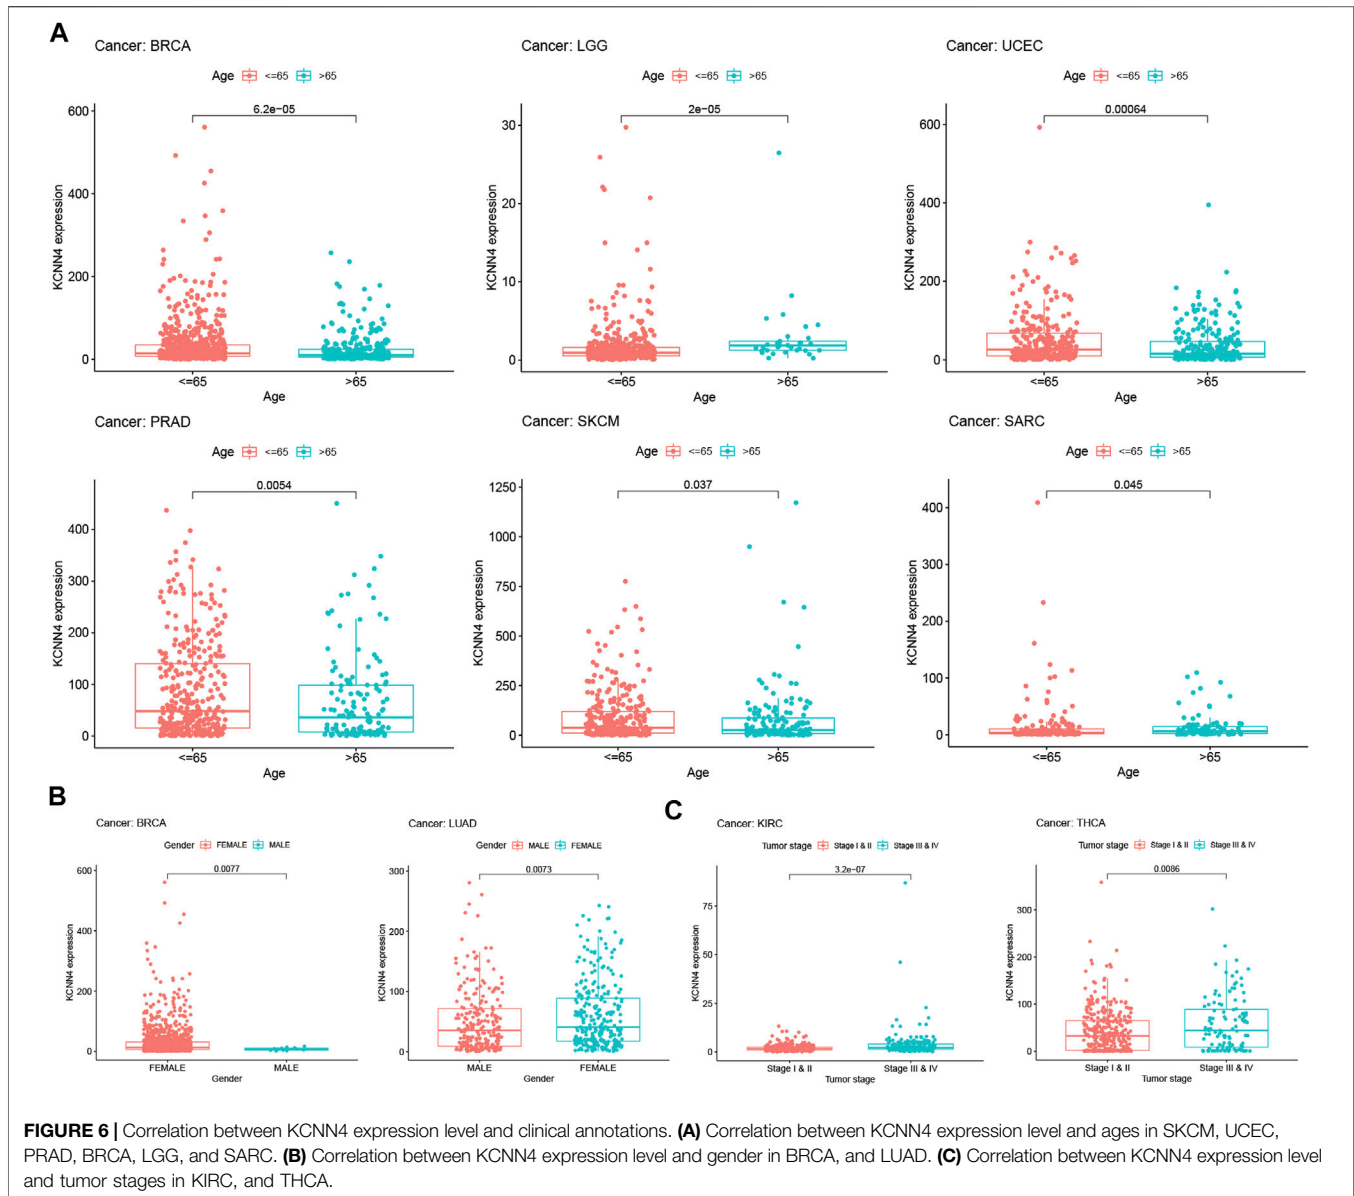 A
Cancer: BRCA
Age <=65 >65
6.2e-05
KCNN4 expression
600
400
200
0
<=65 >65
Age
Cancer: LGG
Age <=65 >65
2e-05
KCNN4 expression
30
20
10
0
<=65 >65
Age
Cancer: UCEC
Age <=65 >65
0.00064
KCNN4 expression
600
400
200
0
<=65 >65
Age
Cancer: PRAD
Age <=65 >65
0.0054
KCNN4 expression
400
300
200
100
0
<=65 >65
Age
Cancer: SKCM
Age <=65 >65
0.037
KCNN4 expression
1250
1000
750
500
250
0
<=65 >65
Age
Cancer: SARC
Age <=65 >65
0.045
KCNN4 expression
400
300
200
100
0
<=65 >65
Age
B
Cancer: BRCA
Gender FEMALE MALE
0.0077
KCNN4 expression
600
400
200
0
FEMALE MALE
Gender
Cancer: LUAD
Gender MALE FEMALE
0.0073
KCNN4 expression
300
200
100
0
MALE FEMALE
Gender
C
Cancer: KIRC
Tumor stage Stage I & II Stage III & IV
3.2e-07
KCNN4 expression
75
50
25
0
Stage I & II Stage III & IV
Tumor stage
Cancer: THCA
Tumor stage Stage I & II Stage III & IV
0.0086
KCNN4 expression
300
200
100
0
Stage I & II Stage III & IV
Tumor stage
FIGURE 6 | Correlation between KCNN4 expression level and clinical annotations. (A) Correlation between KCNN4 expression level and ages in SKCM, UCEC,
PRAD, BRCA, LGG, and SARC. (B) Correlation between KCNN4 expression level and gender in BRCA, and LUAD. (C) Correlation between KCNN4 expression level
and tumor stages in KIRC, and THCA.